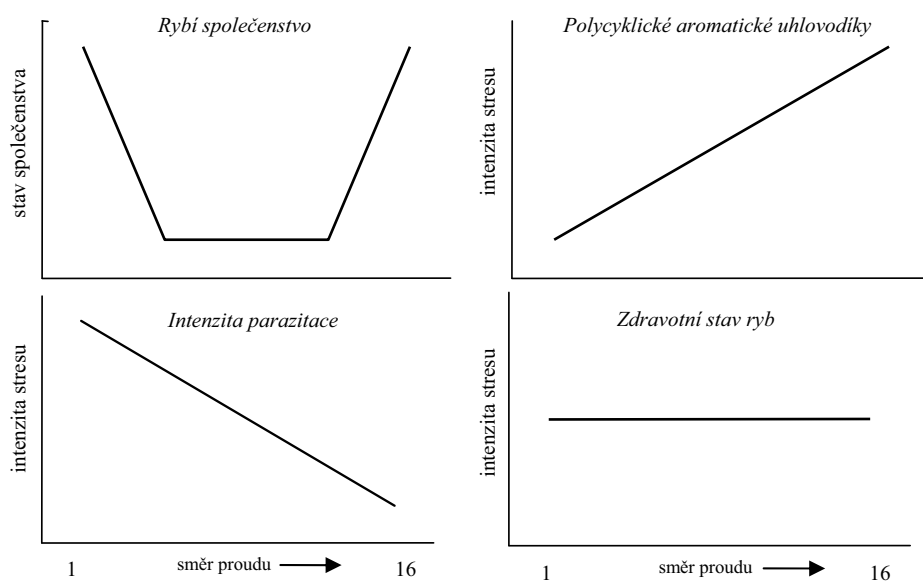 Rybí společenstvo
stav společenstva
Polycyklické aromatické uhlovodíky
intenzita stresu
Intenzita parazitace
intenzita stresu
1 směr proudu 16
Zdravotní stav ryb
intenzita stresu
1 směr proudu 16